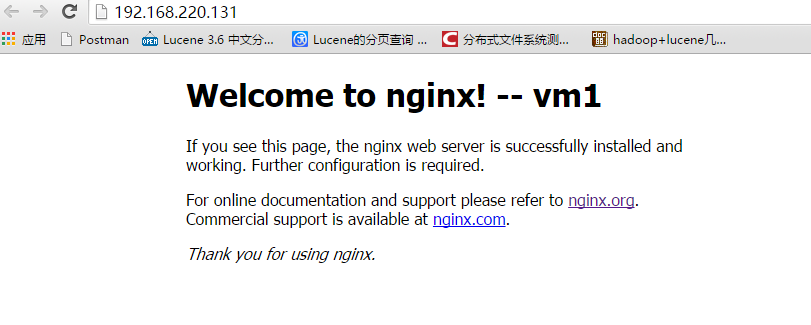 192.168.220.131
应用 Postman Lucene 3.6 中文分... Lucene的分页查询 ... 分布式文件系统测... hadoop+lucene几...
Welcome to nginx! -- vm1
If you see this page, the nginx web server is successfully installed and
working. Further configuration is required.
For online documentation and support please refer to nginx.org.
Commercial support is available at nginx.com.
Thank you for using nginx.